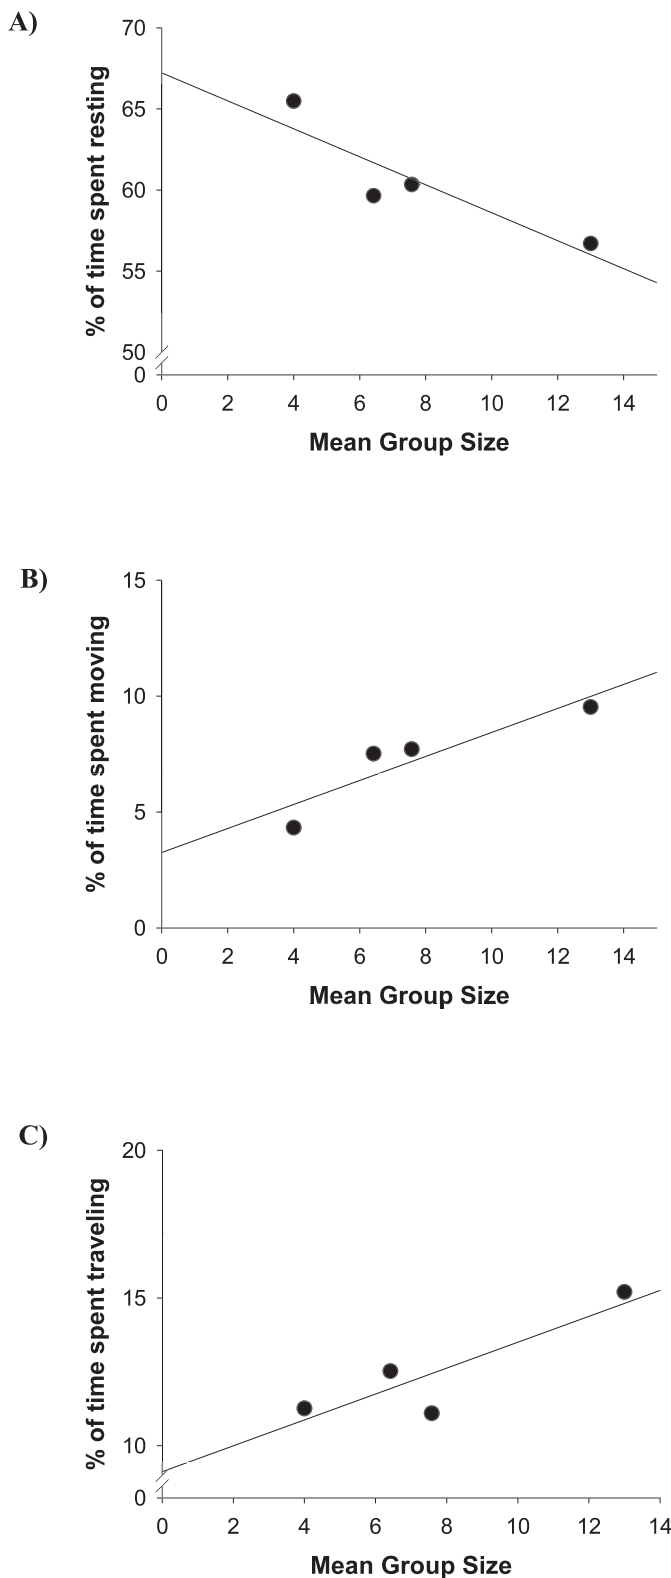 A)
% of time spent resting
70
65
60
55
50
0
0 2 4 6 8 10 12 14
Mean Group Size
B)
% of time spent moving
15
10
5
0
0 2 4 6 8 10 12 14
Mean Group Size
C)
% of time spent traveling
20
15
10
0
0 2 4 6 8 10 12 14
Mean Group Size